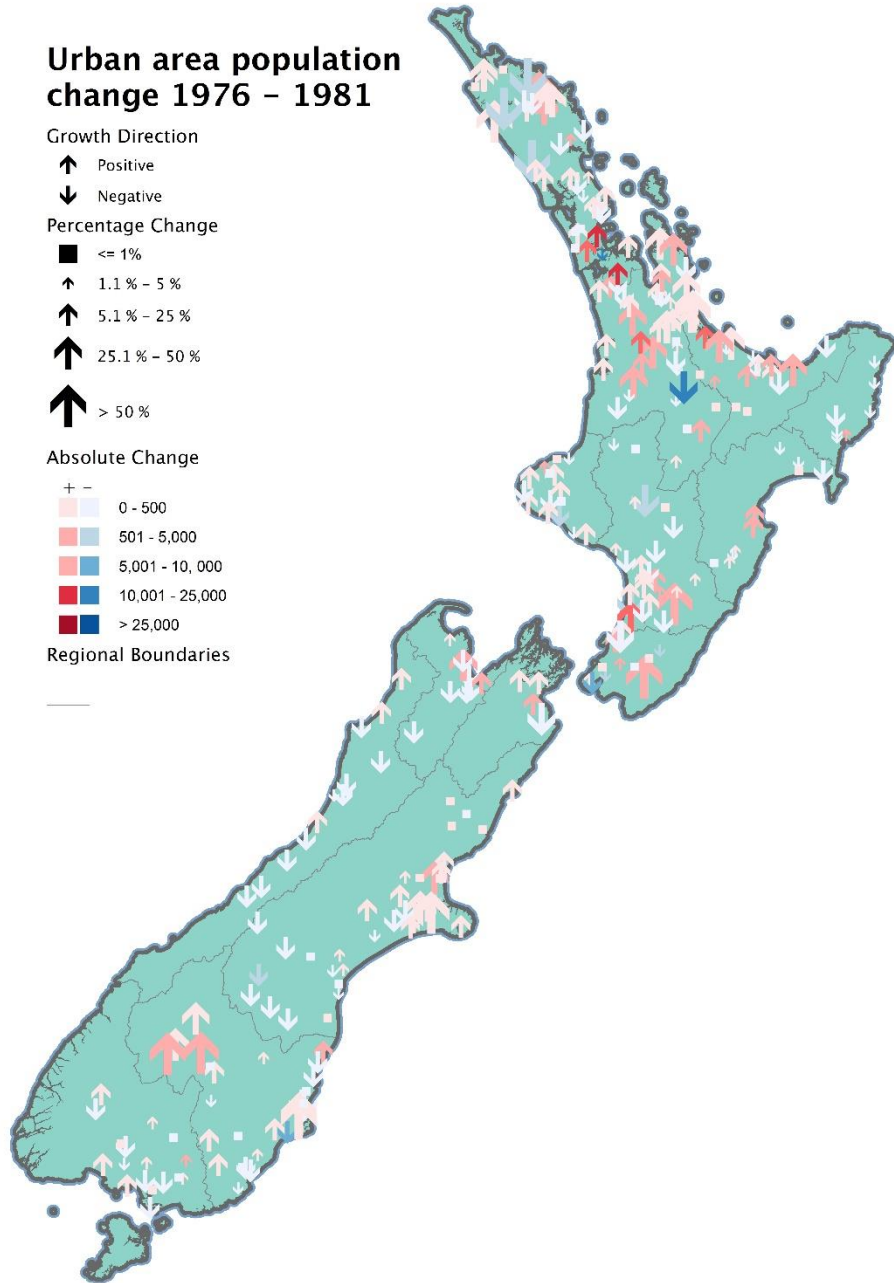 Urban area population
change 1976 – 1981
Growth Direction
Positive
Negative
Percentage Change
<= 1%
1.1 % – 5 %
5.1 % – 25 %
25.1 % – 50 %
> 50 %
Absolute Change
+ –
0 - 500
501 - 5,000
5,001 - 10, 000
10,001 - 25,000
> 25,000
Regional Boundaries